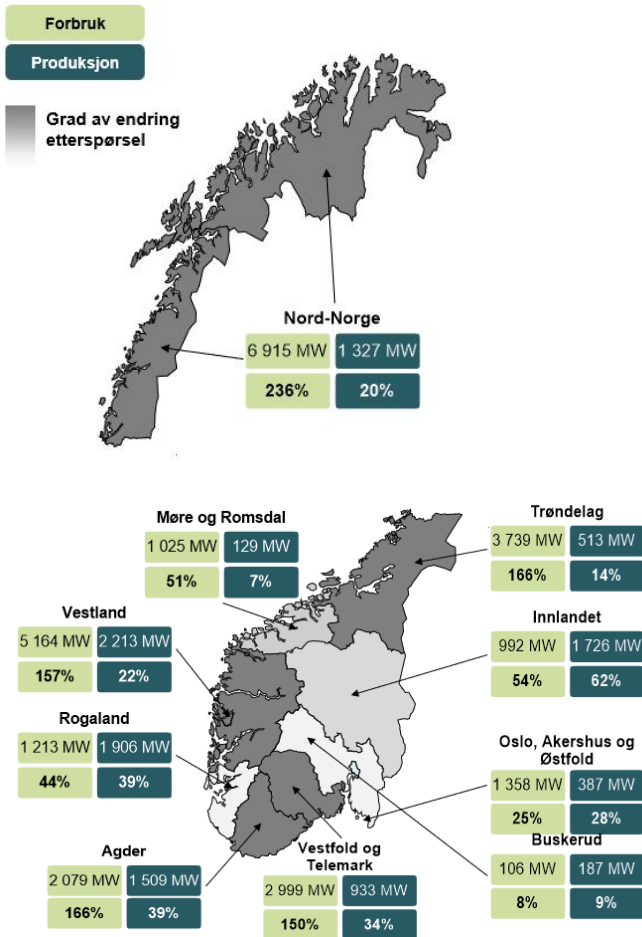 Forbruk
Produksjon
Grad av endring
etterspørsel
Nord-Norge
6 915 MW 1 327 MW
236% 20%
Møre og Romsdal
1 025 MW 129 MW
51% 7%
Trøndelag
3 739 MW 513 MW
166% 14%
Vestland
5 164 MW 2 213 MW
157% 22%
Innlandet
992 MW 1 726 MW
54% 62%
Rogaland
1 213 MW 1 906 MW
44% 39%
Oslo, Akershus og
Østfold
1 358 MW 387 MW
25% 28%
Agder
2 079 MW 1 509 MW
166% 39%
Vestfold og
Telemark
2 999 MW 933 MW
150% 34%
Buskerud
106 MW 187 MW
8% 9%